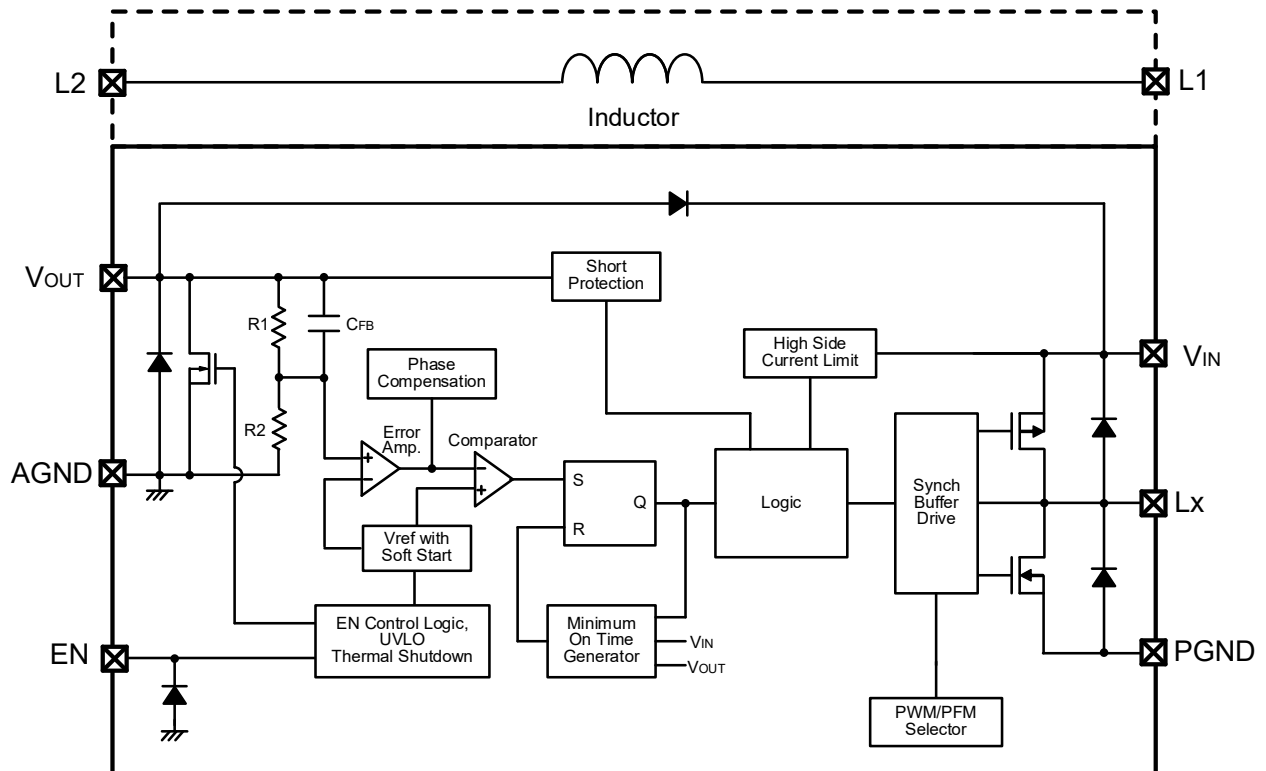 L2
L1
Inductor
VOUT
Short
Protection
R1
CFB
High Side
Current Limit
VIN
Phase
Compensation
R2
Error
Amp.
Comparator
+
−
−
+
AGND
S
Q
R
Logic
Synch
Buffer
Drive
Lx
Vref with
Soft Start
EN Control Logic,
UVLO
Thermal Shutdown
Minimum
On Time
Generator
VIN
VOUT
EN
PGND
PWM/PFM
Selector